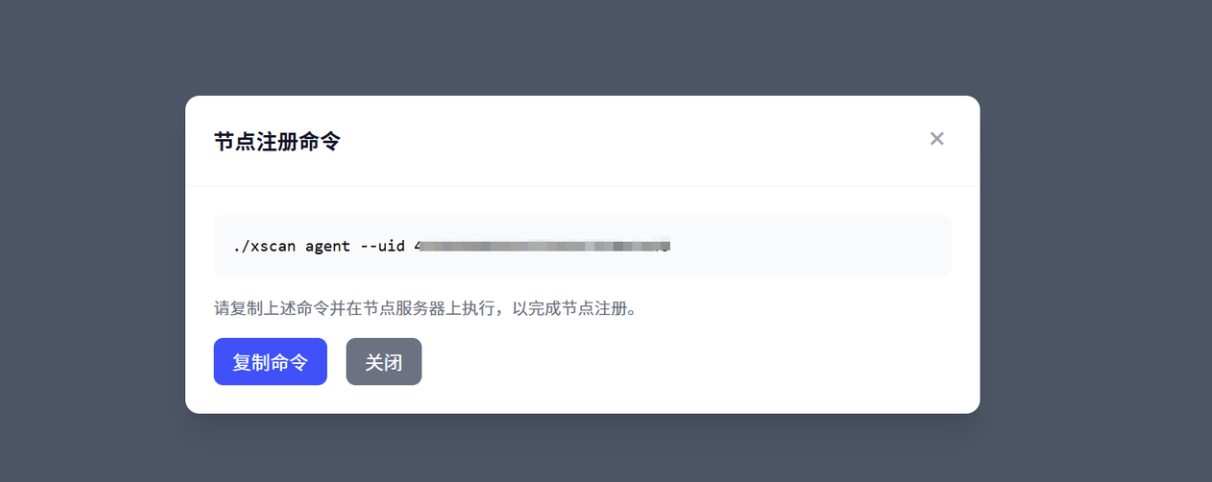 节点注册命令
./xscan agent --uid
请复制上述命令并在节点服务器上执行，以完成节点注册。
复制命令
关闭